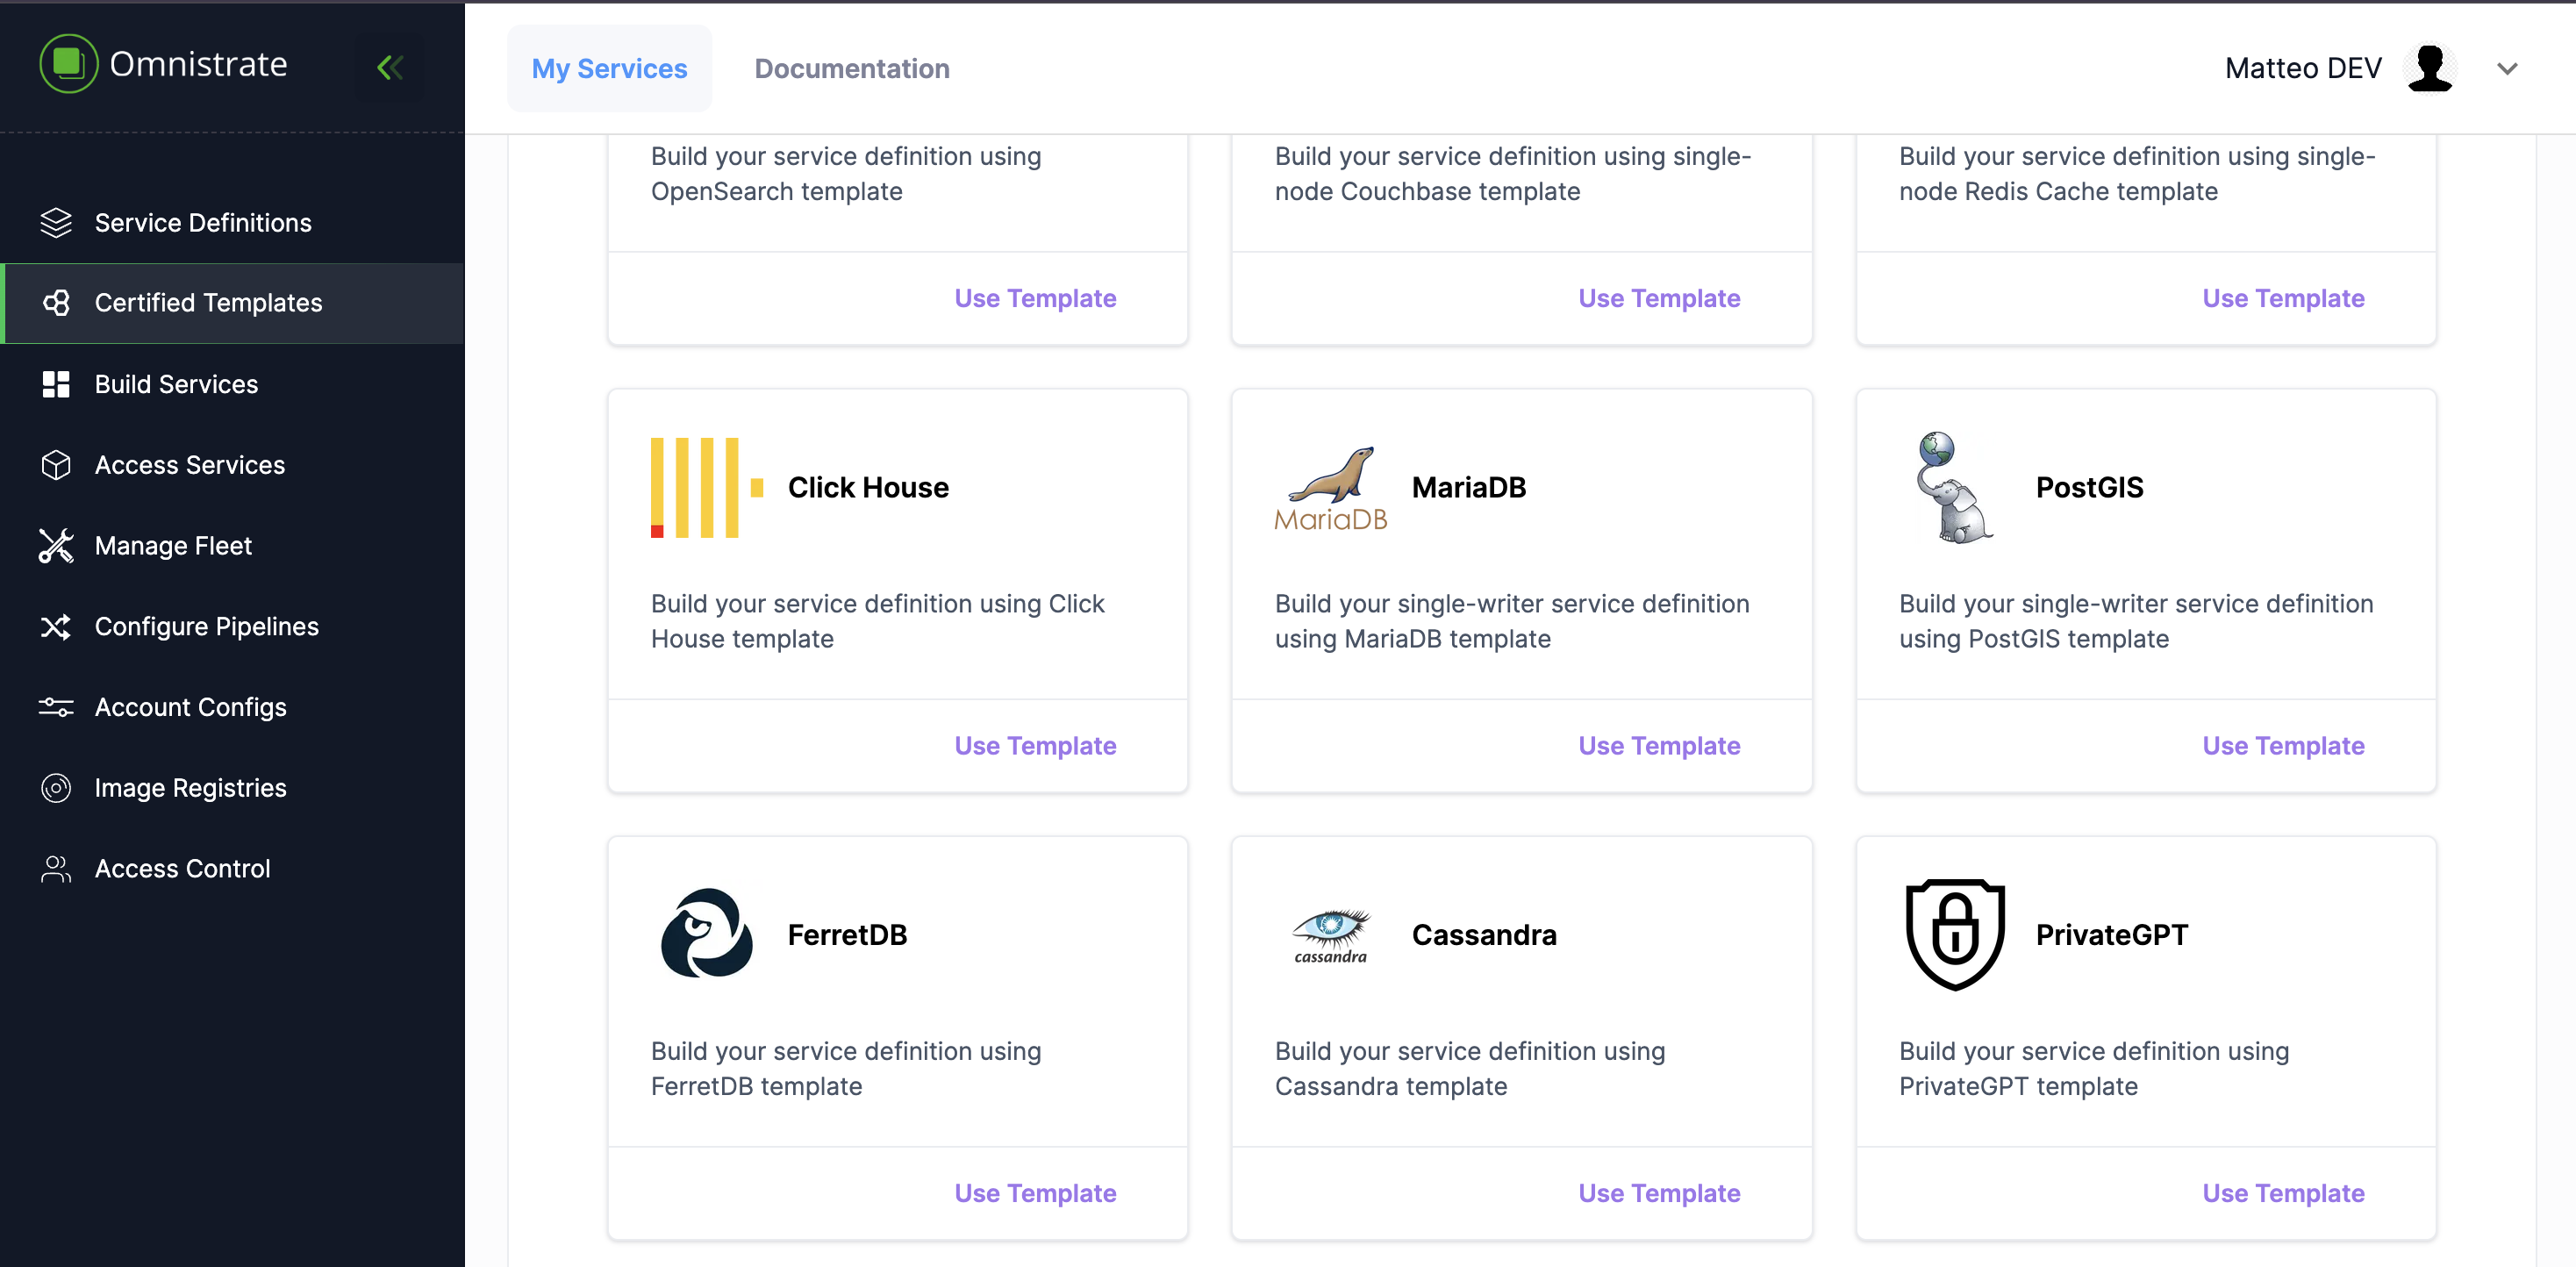 Omnistrate
My Services
Documentation
Matteo DEV
Service Definitions
Certified Templates
Build Services
Access Services
Manage Fleet
Configure Pipelines
Account Configs
Image Registries
Access Control
Build your service definition using
OpenSearch template
Use Template
Build your service definition using single-
node Couchbase template
Use Template
Build your service definition using single-
node Redis Cache template
Use Template
Click House
Build your service definition using Click
House template
Use Template
MariaDB
MariaDB
Build your single-writer service definition
using MariaDB template
Use Template
PostGIS
Build your single-writer service definition
using PostGIS template
Use Template
FerretDB
Build your service definition using
FerretDB template
Use Template
cassandra
Cassandra
Build your service definition using
Cassandra template
Use Template
PrivateGPT
Build your service definition using
PrivateGPT template
Use Template